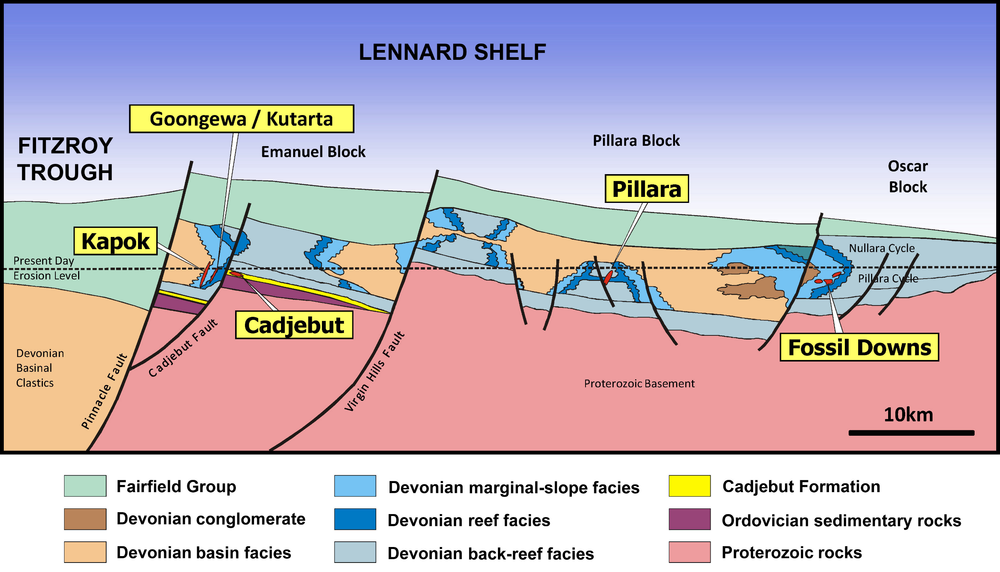 LENNARD SHELF
Goongewa / Kutarta
FITZROY
TROUGH
Emanuel Block
Pillara Block
Oscar
Block
Pillara
Kapok
Present Day
Erosion Level
Nullara Cycle
Pillara Cycle
Cadjebut
Fossil Downs
Devonian
Basinal
Clastics
Pinnacle Fault
Cadjebut Fault
Virgin Hills Fault
Proterozoic Basement
10km
Fairfield Group
Devonian conglomerate
Devonian basin facies
Devonian marginal-slope facies
Devonian reef facies
Devonian back-reef facies
Cadjebut Formation
Ordovician sedimentary rocks
Proterozoic rocks